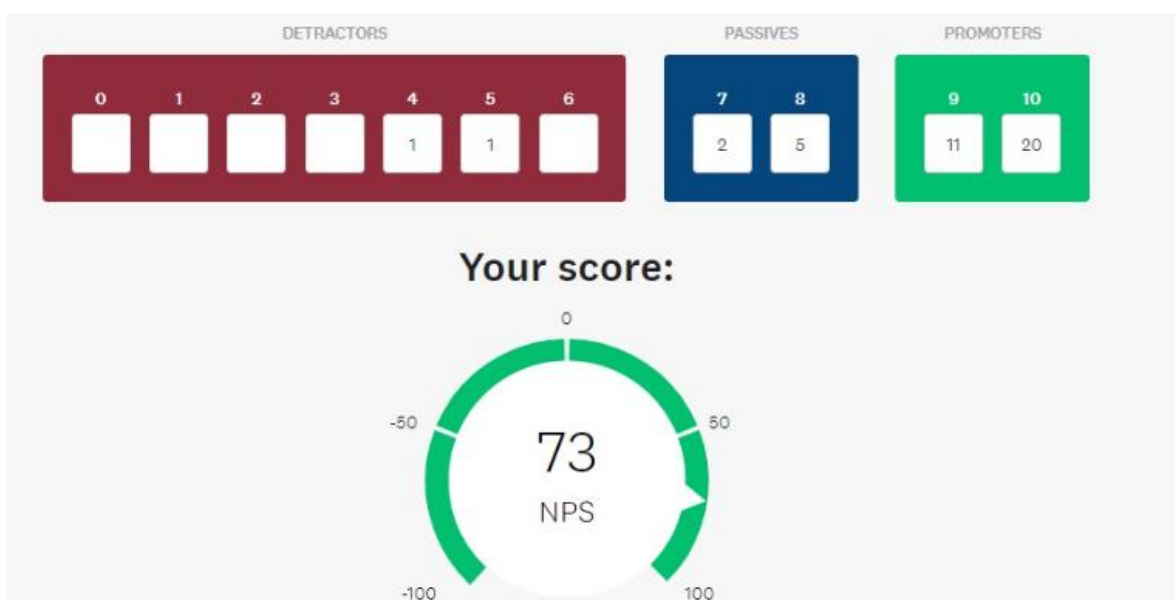 DETRACTORS PASSIVES PROMOTERS
0 1 2 3 4 5 6 7 8 9 10
1 1 2 5 11 20
Your score:
0
-50 50
73
NPS
-100 100